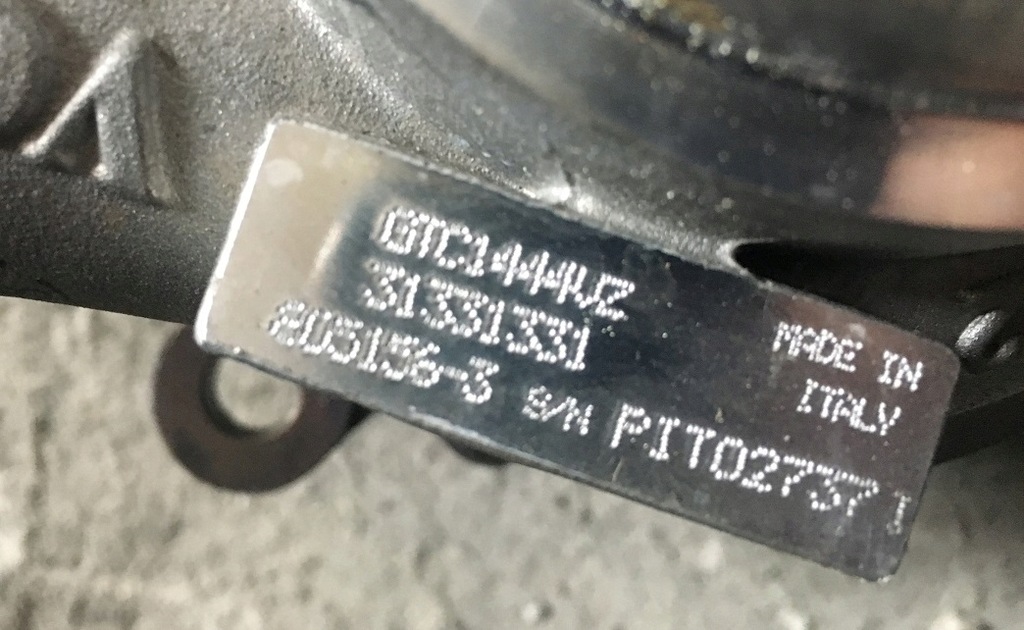 GTC1444VZ
31331331
MADE IN
ITALY
805156-3 S/N PIT02737 I